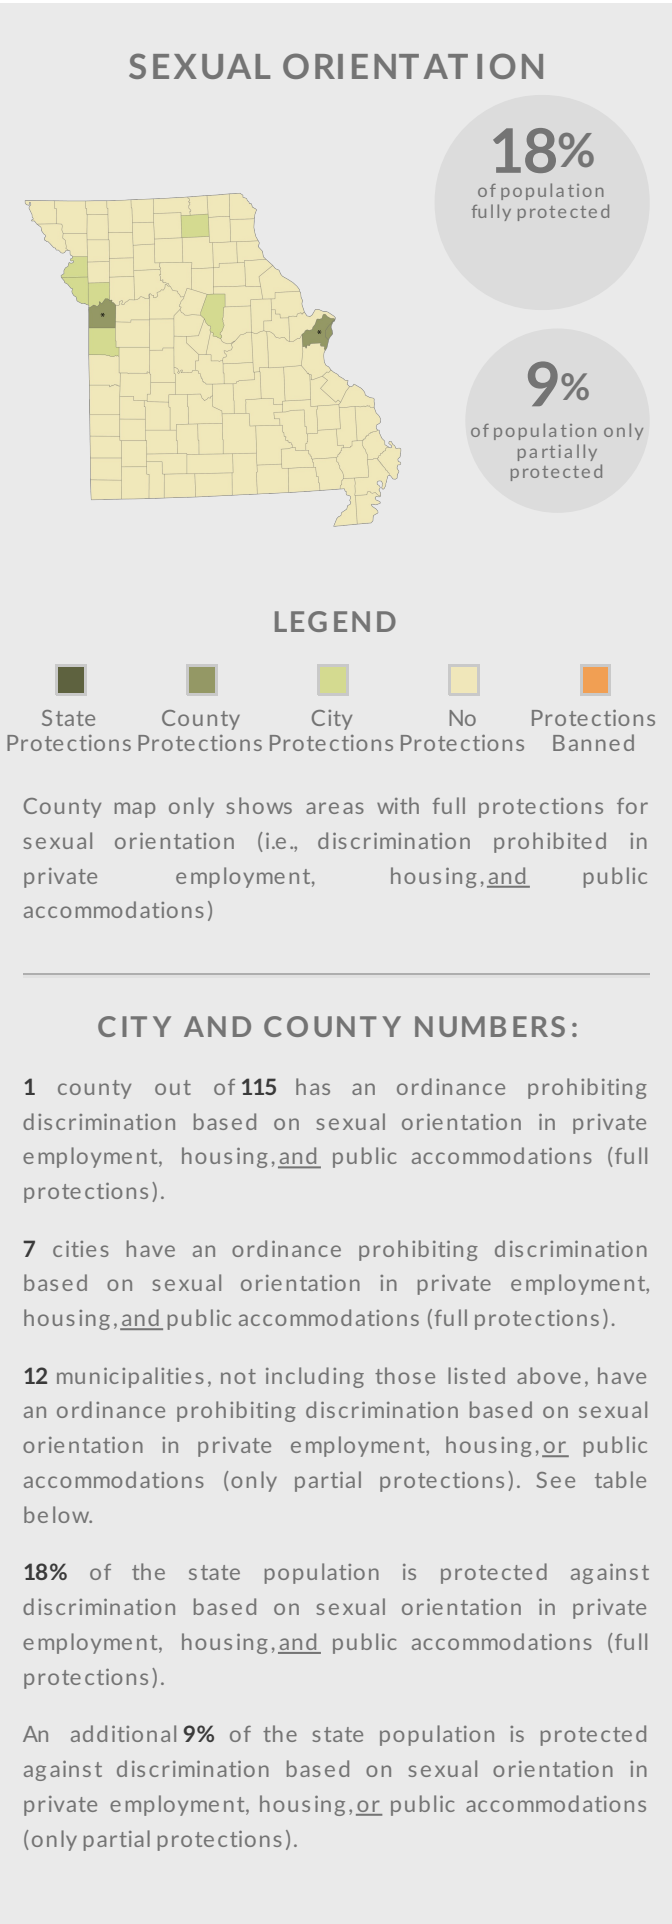 SEXUAL ORIENTATION
18%
of population
fully protected
9%
of population only
partially
protected
LEGEND
State
Protections
County
Protections
City
Protections
No
Protections
Protections
Banned
County map only shows areas with full protections for
sexual orientation (i.e., discrimination prohibited in
private employment, housing, and public
accommodations)
CITY AND COUNTY NUMBERS:
1 county out of 115 has an ordinance prohibiting
discrimination based on sexual orientation in private
employment, housing, and public accommodations (full
protections).
7 cities have an ordinance prohibiting discrimination
based on sexual orientation in private employment,
housing, and public accommodations (full protections).
12 municipalities, not including those listed above, have
an ordinance prohibiting discrimination based on sexual
orientation in private employment, housing, or public
accommodations (only partial protections). See table
below.
18% of the state population is protected against
discrimination based on sexual orientation in private
employment, housing, and public accommodations (full
protections).
An additional 9% of the state population is protected
against discrimination based on sexual orientation in
private employment, housing, or public accommodations
(only partial protections).